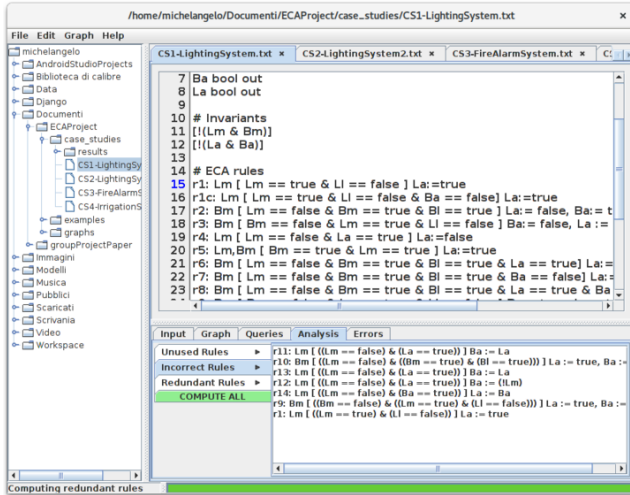 /home/michelangelo/Documenti/ECAProject/case_studies/CS1-LightingSystem.txt ×
File Edit Graph Help
michelangelo
AndroidStudioProjects
Biblioteca di calibre
Data
Django
Documenti
ECAProject
case_studies
results
CS1-LightingSy
CS2-LightingSy
CS3-FireAlarmS
CS4-IrrigationS
examples
graphs
groupProjectPaper
Immagini
Modelli
Musica
Pubblici
Scaricati
Scrivania
Video
Workspace
CS1-LightingSystem.txt × CS2-LightingSystem2.txt × CS3-FireAlarmSystem.txt ×
7 Ba bool out
8 La bool out
9
10 # Invariants
11 [!(Lm & Bm)]
12 [!(La & Ba)]
13
14 # ECA rules
15 r1: Lm [ Lm == true & Ll == false ] La:=true
16 r1c: Lm [ Lm == true & Ll == false & Ba == false] La:=true
17 r2: Bm [ Lm == false & Bm == true & Bl == true ] La:= false, Ba:= t
18 r3: Bm [ Bm == false & Lm == true & Ll == false ] Ba:= false, La :=
19 r4: Lm [ Lm == false & La == true ] La:=false
20 r5: Lm,Bm [ Bm == true & Lm == true ] La:=true
21 r6: Bm [ Lm == false & Bm == true & Bl == true & La == true] La:=
22 r7: Bm [ Lm == false & Bm == true & Bl == true & Ba == false] La:=
23 r8: Bm [ Bm == false & Lm == true & Ll == false & La == true & Ba
Input Graph Queries Analysis Errors
Unused Rules
Incorrect Rules
Redundant Rules
COMPUTE ALL
r11: Lm [ ((Lm == false) & (La == true)) ] Ba := La
r10: Bm [ ((Lm == false) & ((Bm == true) & (Bl == true))) ] La := true, Ba :=
r13: Lm [ ((Lm == false) & (La == true)) ] Ba := La
r12: Lm [ ((Lm == false) & (La == true)) ] Ba := (!Lm)
r14: Lm [ ((Lm == false) & (Ba == true)) ] La := Ba
r9: Bm [ ((Bm == false) & ((Lm == true) & (Ll == false))) ] La := true, Ba :=
r1: Lm [ ((Lm == true) & (Ll == false)) ] La := true
Computing redundant rules